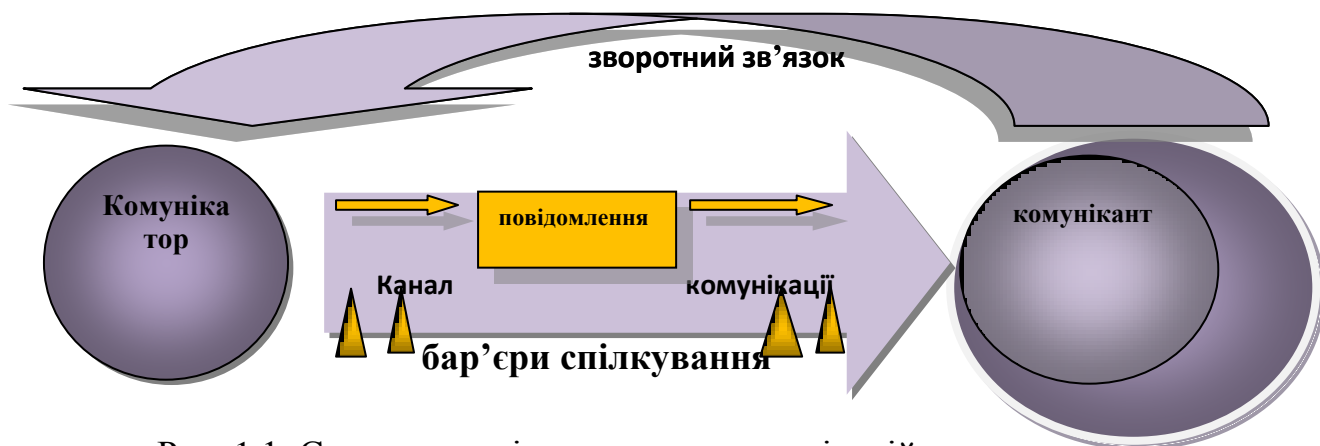 зворотний зв’язок
Комуніка
тор
повідомлення
комунікант
Канал комунікації
бар’єри спілкування